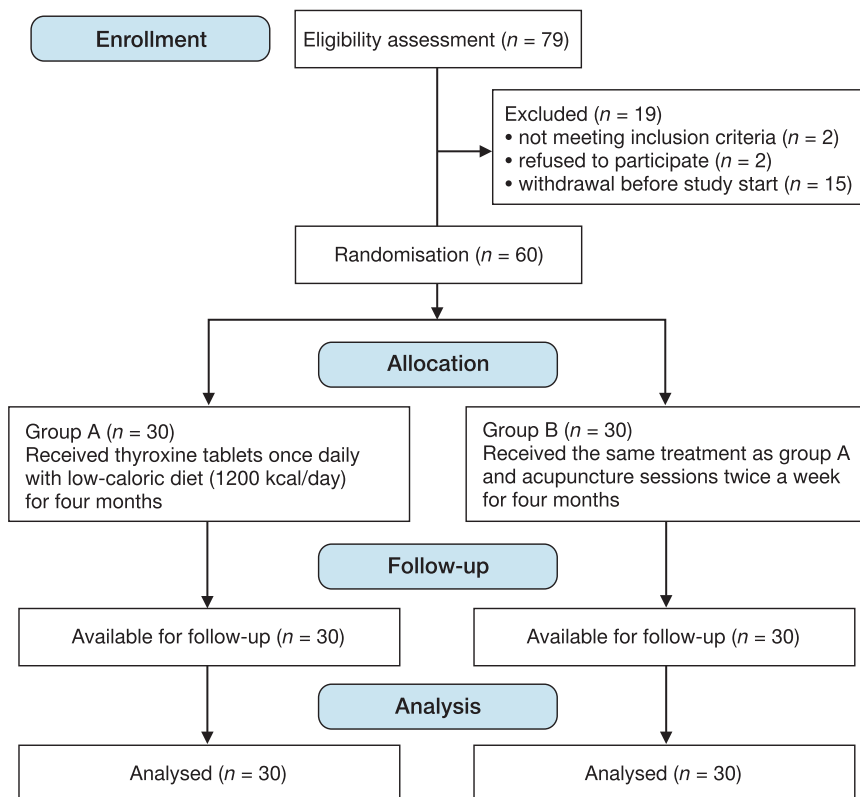 Enrollment
Eligibility assessment (n = 79)
Excluded (n = 19)
• not meeting inclusion criteria (n = 2)
• refused to participate (n = 2)
• withdrawal before study start (n = 15)
Randomisation (n = 60)
Allocation
Group A (n = 30)
Received thyroxine tablets once daily
with low-caloric diet (1200 kcal/day)
for four months
Group B (n = 30)
Received the same treatment as group A
and acupuncture sessions twice a week
for four months
Follow-up
Available for follow-up (n = 30)
Available for follow-up (n = 30)
Analysis
Analysed (n = 30)
Analysed (n = 30)